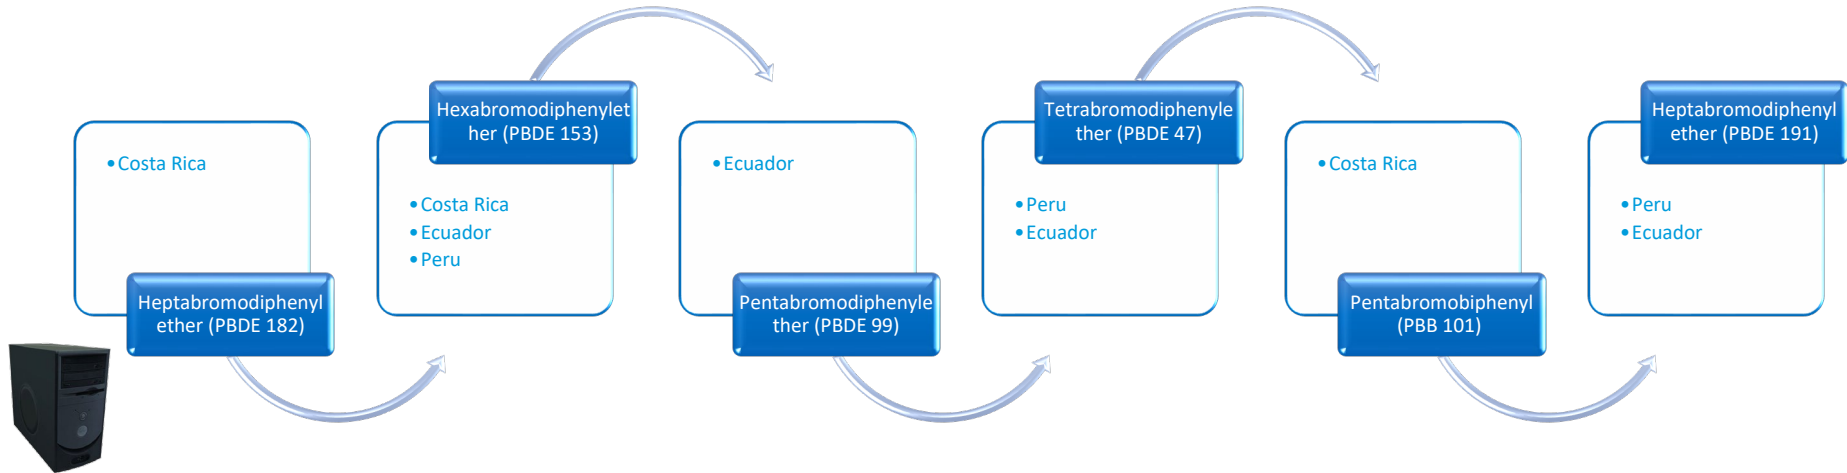 • Costa Rica
Heptabromodiphenyl
ether (PBDE 182)
Hexabromodiphenylet
her (PBDE 153)
• Costa Rica
• Ecuador
• Peru
• Ecuador
Pentabromodiphenyle
ther (PBDE 99)
Tetrabromodiphenyle
ther (PBDE 47)
• Peru
• Ecuador
• Costa Rica
Pentabromobiphenyl
(PBB 101)
Heptabromodiphenyl
ether (PBDE 191)
• Peru
• Ecuador